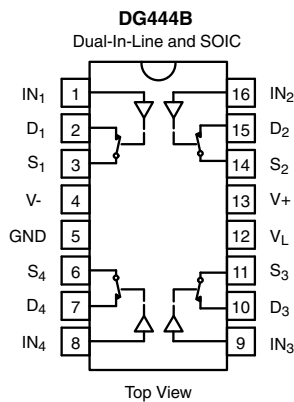 DG444B
Dual-In-Line and SOIC
IN1 1 16 IN2
D1 2 15 D2
S1 3 14 S2
V- 4 13 V+
GND 5 12 VL
S4 6 11 S3
D4 7 10 D3
IN4 8 9 IN3
Top View